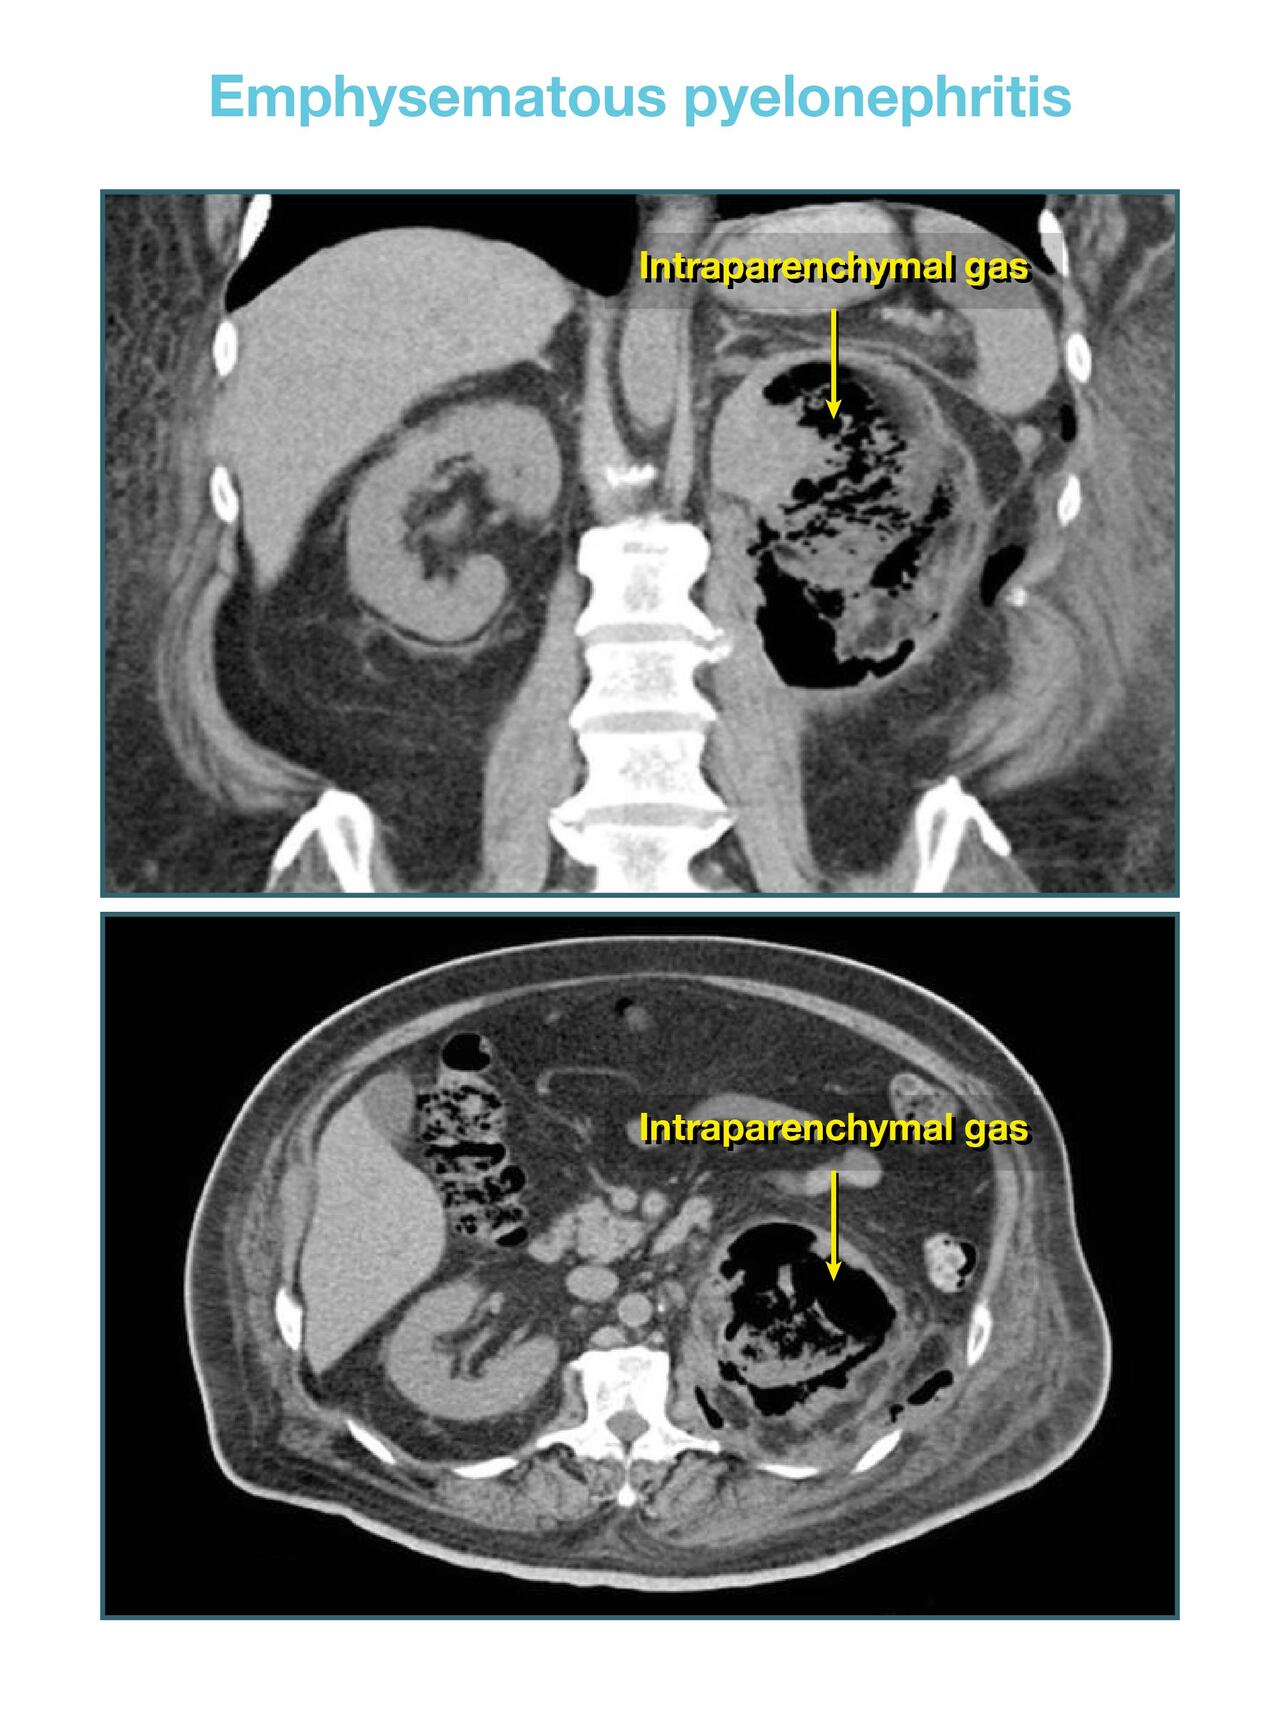 Emphysematous pyelonephritis
Intraparenchymal gas
Intraparenchymal gas